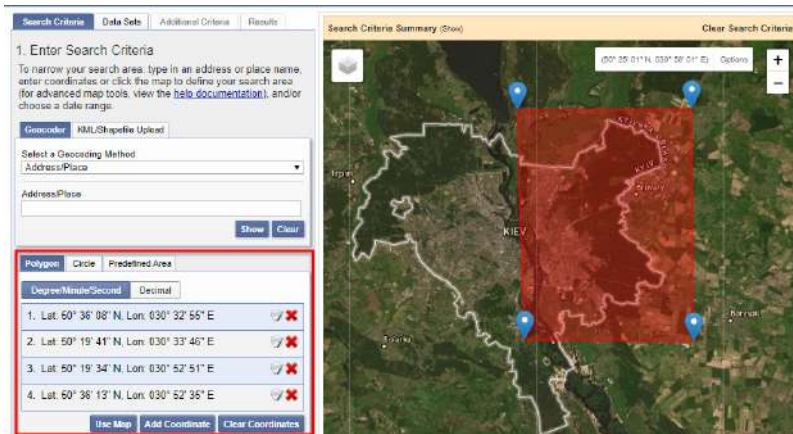 Search Criteria Data Sets Additional Criteria Results
1. Enter Search Criteria
To narrow your search area: type in an address or place name,
enter coordinates or click the map to define your search area
(for advanced map tools, view the help documentation), and/or
choose a date range.
Geocoder KML/Shapefile Upload
Select a Geocoding Method
Address/Place
Address/Place
Show Clear
Polygon Circle Predefined Area
Degree/Minute/Second Decimal
1. Lat: 50° 36' 08" N, Lon: 030° 32' 55" E
2. Lat: 50° 19' 41" N, Lon: 030° 33' 46" E
3. Lat: 50° 19' 34" N, Lon: 030° 52' 51" E
4. Lat: 50° 36' 13" N, Lon: 030° 52' 35" E
Use Map Add Coordinate Clear Coordinates
Search Criteria Summary (Show)
Clear Search Criteria
Options
+
−
Irpin
KIEV
KYIV
Brovary
Boyarka